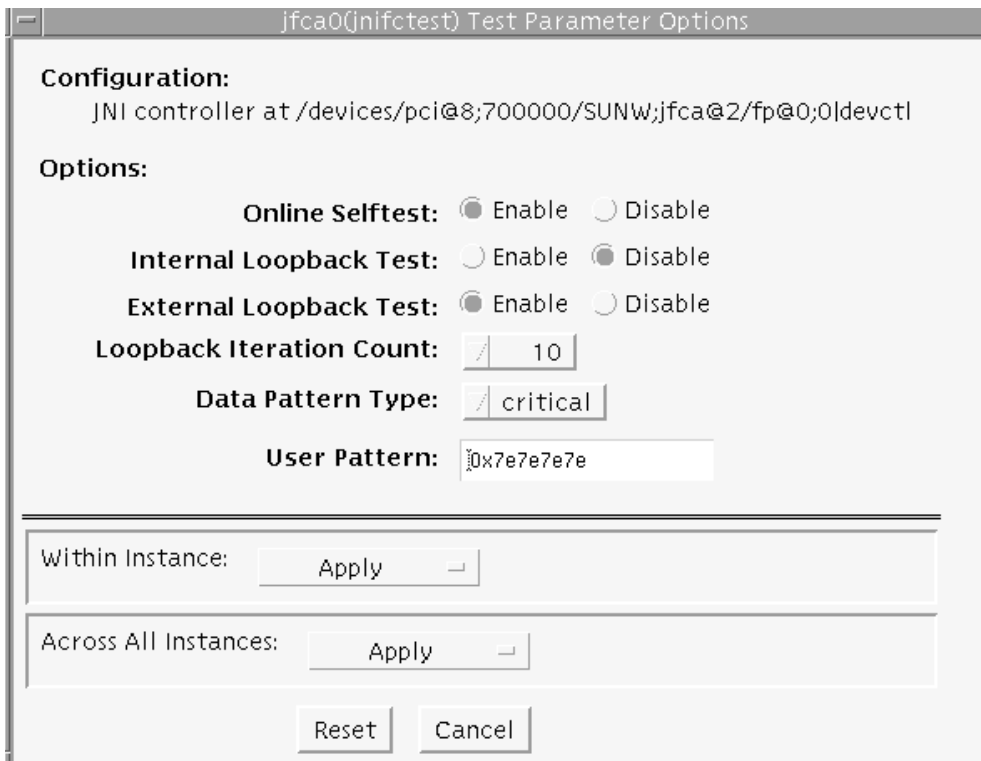 jfca0(jnifctest) Test Parameter Options
Configuration:
JNI controller at /devices/pci@8;700000/SUNW;jfca@2/fp@0;0|devctl
Options:
Online Selftest: Enable Disable
Internal Loopback Test: Enable Disable
External Loopback Test: Enable Disable
Loopback Iteration Count: 10
Data Pattern Type: critical
User Pattern: 0x7e7e7e7e
Within Instance: Apply
Across All Instances: Apply
Reset Cancel